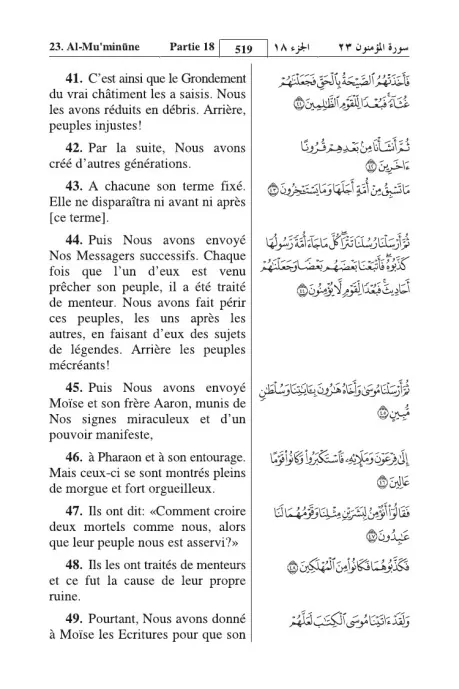 23. Al-Mu'minūne Partie 18 519 الجزء ١٨ سورة المؤمنون ٢٣
41. C'est ainsi que le Grondement
du vrai châtiment les a saisis. Nous
les avons réduits en débris. Arrière,
peuples injustes!
42. Par la suite, Nous avons
créé d'autres générations.
43. A chacune son terme fixé.
Elle ne disparaîtra ni avant ni après
[ce terme].
44. Puis Nous avons envoyé
Nos Messagers successifs. Chaque
fois que l'un d'eux est venu
prêcher son peuple, il a été traité
de menteur. Nous avons fait périr
ces peuples, les uns après les
autres, en faisant d'eux des sujets
de légendes. Arrière les peuples
mécréants!
45. Puis Nous avons envoyé
Moïse et son frère Aaron, munis de
Nos signes miraculeux et d'un
pouvoir manifeste,
46. à Pharaon et à son entourage.
Mais ceux-ci se sont montrés pleins
de morgue et fort orgueilleux.
47. Ils ont dit: «Comment croire
deux mortels comme nous, alors
que leur peuple nous est asservi?»
48. Ils les ont traités de menteurs
et ce fut la cause de leur propre
ruine.
49. Pourtant, Nous avons donné
à Moïse les Ecritures pour que son
فَأَخَذَتْهُمُ الصَّيْحَةُ بِالْحَقِّ فَجَعَلْنَاهُمْ
غُثَاءً فَبُعْدًا لِّلْقَوْمِ الظَّالِمِينَ ٤١
ثُمَّ أَنشَأْنَا مِن بَعْدِهِمْ قُرُونًا
ءَاخَرِينَ ٤٢
مَا تَسْبِقُ مِنْ أُمَّةٍ أَجَلَهَا وَمَا يَسْتَـْٔخِرُونَ ٤٣
ثُمَّ أَرْسَلْنَا رُسُلَنَا تَتْرَا كُلَّ مَا جَاءَ أُمَّةً رَّسُولُهَا
كَذَّبُوهُ فَأَتْبَعْنَا بَعْضَهُم بَعْضًا وَجَعَلْنَاهُمْ
أَحَادِيثَ فَبُعْدًا لِّقَوْمٍ لَّا يُؤْمِنُونَ ٤٤
ثُمَّ أَرْسَلْنَا مُوسَىٰ وَأَخَاهُ هَارُونَ بِـَٔايَاتِنَا وَسُلْطَانٍ
مُّبِينٍ ٤٥
إِلَىٰ فِرْعَوْنَ وَمَلَإِيْهِ فَاسْتَكْبَرُوا وَكَانُوا قَوْمًا
عَالِينَ ٤٦
فَقَالُوا أَنُؤْمِنُ لِبَشَرَيْنِ مِثْلِنَا وَقَوْمُهُمَا لَنَا
عَابِدُونَ ٤٧
فَكَذَّبُوهُمَا فَكَانُوا مِنَ الْمُهْلَكِينَ ٤٨
وَلَقَدْ ءَاتَيْنَا مُوسَى الْكِتَابَ لَعَلَّهُمْ